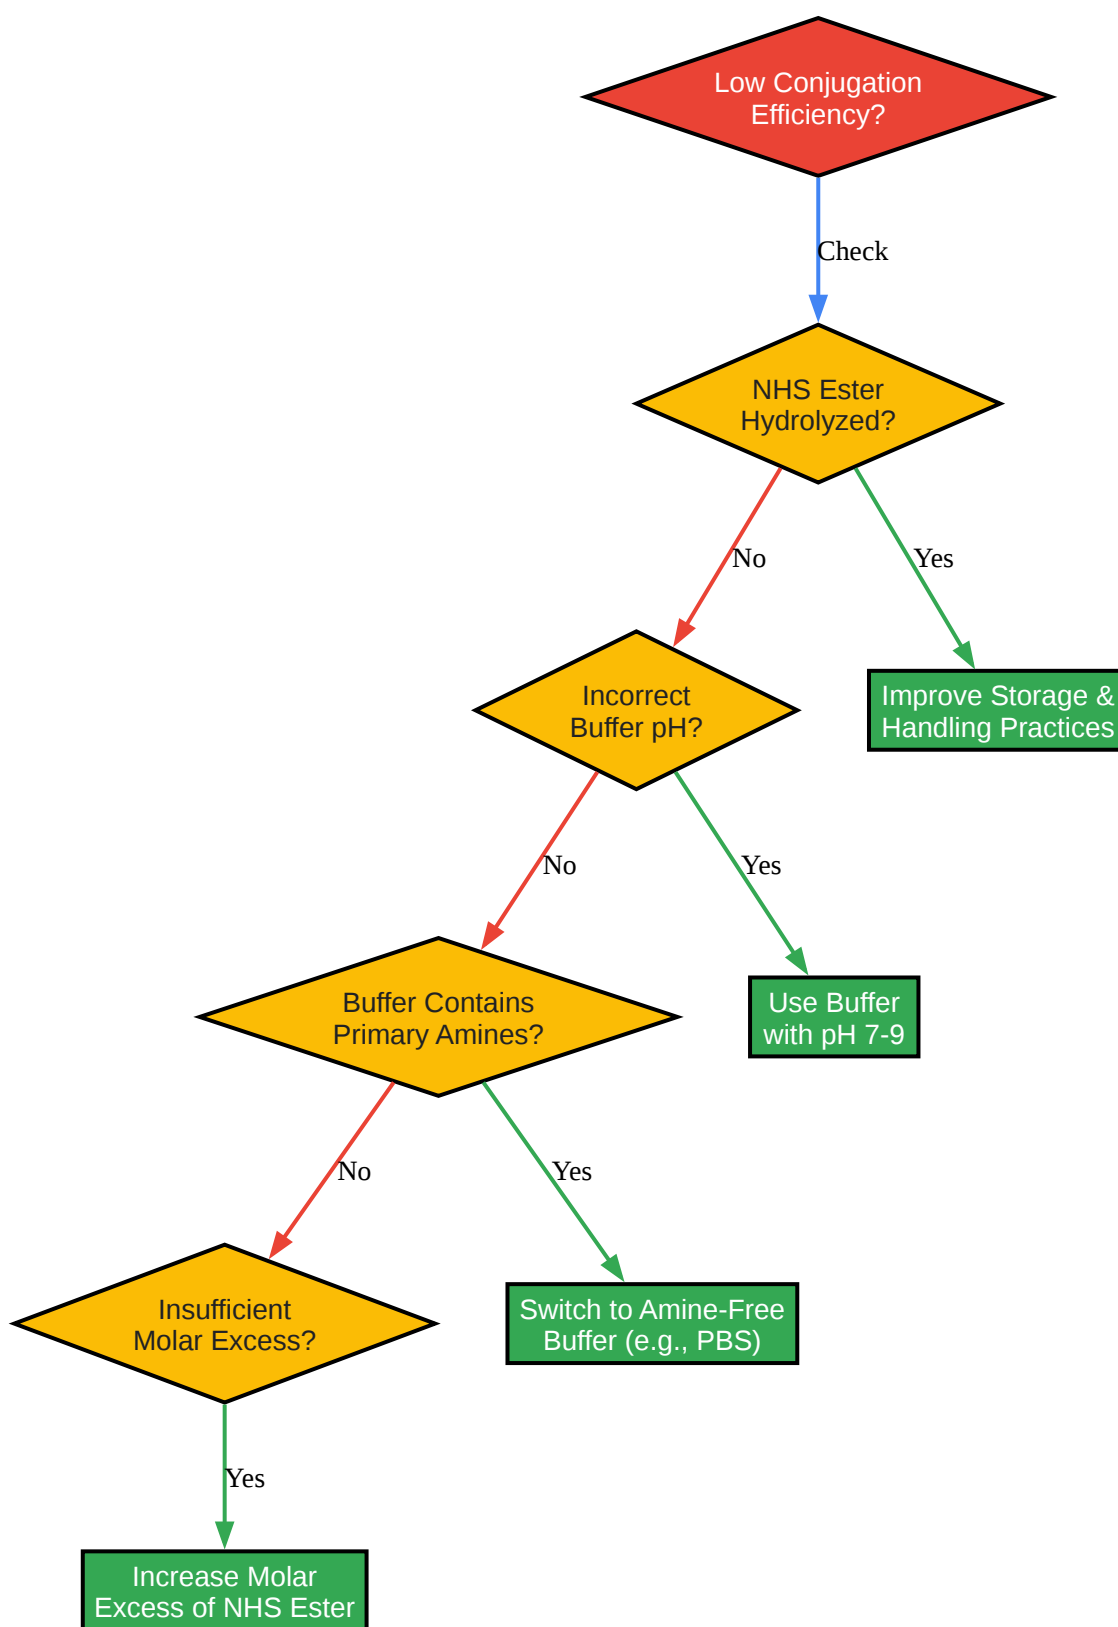 Low Conjugation
Efficiency?
Check
NHS Ester
Hydrolyzed?
No
Yes
Incorrect
Buffer pH?
Improve Storage &
Handling Practices
No
Yes
Buffer Contains
Primary Amines?
Use Buffer
with pH 7-9
No
Yes
Insufficient
Molar Excess?
Switch to Amine-Free
Buffer (e.g., PBS)
Yes
Increase Molar
Excess of NHS Ester